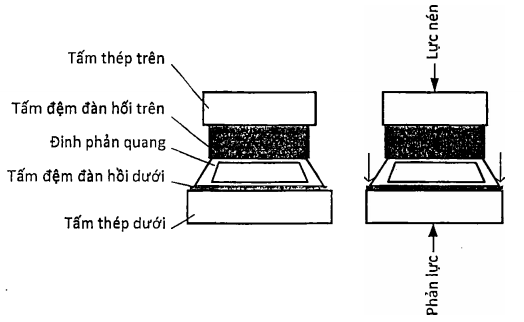 Lực nén
Tấm thép trên
Tấm đệm đàn hồi trên
Đinh phản quang
Tấm đệm đàn hồi dưới
Tấm thép dưới
Phản lực